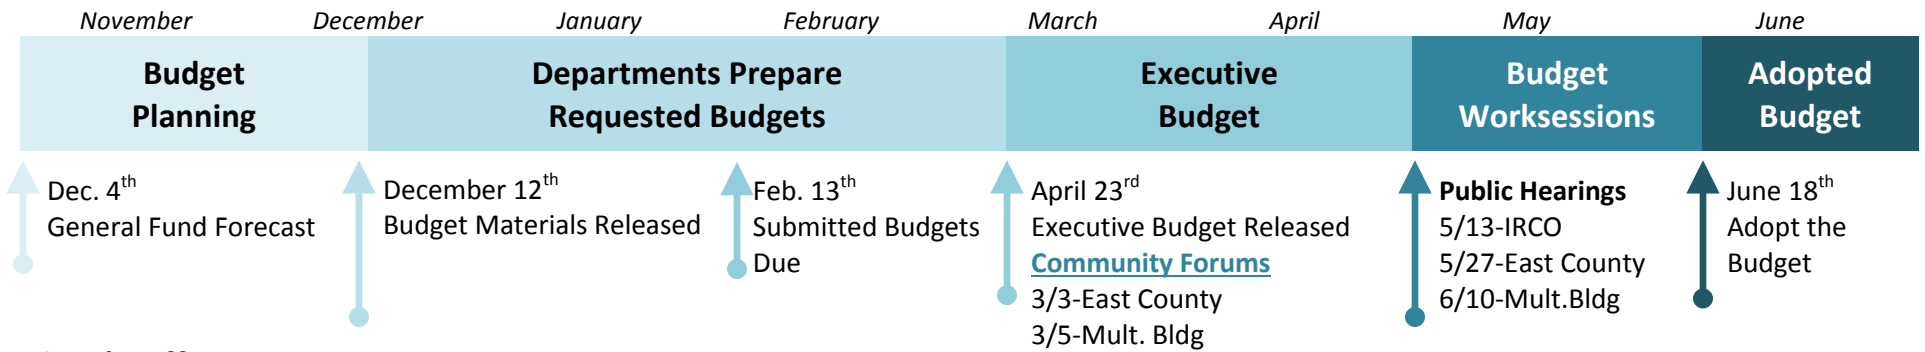 November December January February March April May June
Budget Planning
Departments Prepare Requested Budgets
Executive Budget
Budget Worksessions
Adopted Budget
Dec. 4th
General Fund Forecast
December 12th
Budget Materials Released
Feb. 13th
Submitted Budgets
Due
April 23rd
Executive Budget Released
Community Forums
3/3-East County
3/5-Mult. Bldg
Public Hearings
5/13-IRCO
5/27-East County
6/10-Mult.Bldg
June 18th
Adopt the
Budget